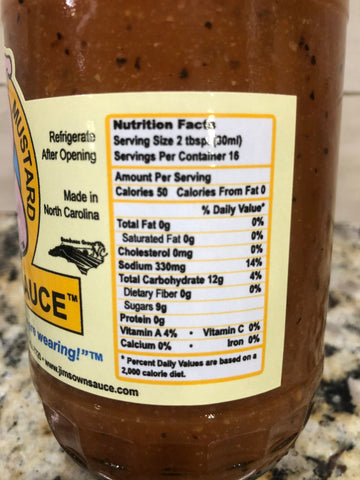 MUSTARD
Refrigerate
After Opening
Made in
North Carolina
AUCE™
re wearing!"™
www.jimsownsauce.com
Nutrition Facts
Serving Size 2 tbsp. (30ml)
Servings Per Container 16
Amount Per Serving
Calories 50 Calories From Fat 0
% Daily Value*
Total Fat 0g 0%
Saturated Fat 0g 0%
Cholesterol 0mg 0%
Sodium 330mg 14%
Total Carbohydrate 12g 4%
Dietary Fiber 0g 0%
Sugars 9g
Protein 0g
Vitamin A 4% • Vitamin C 0%
Calcium 0% • Iron 0%
* Percent Daily Values are based on a
2,000 calorie diet.